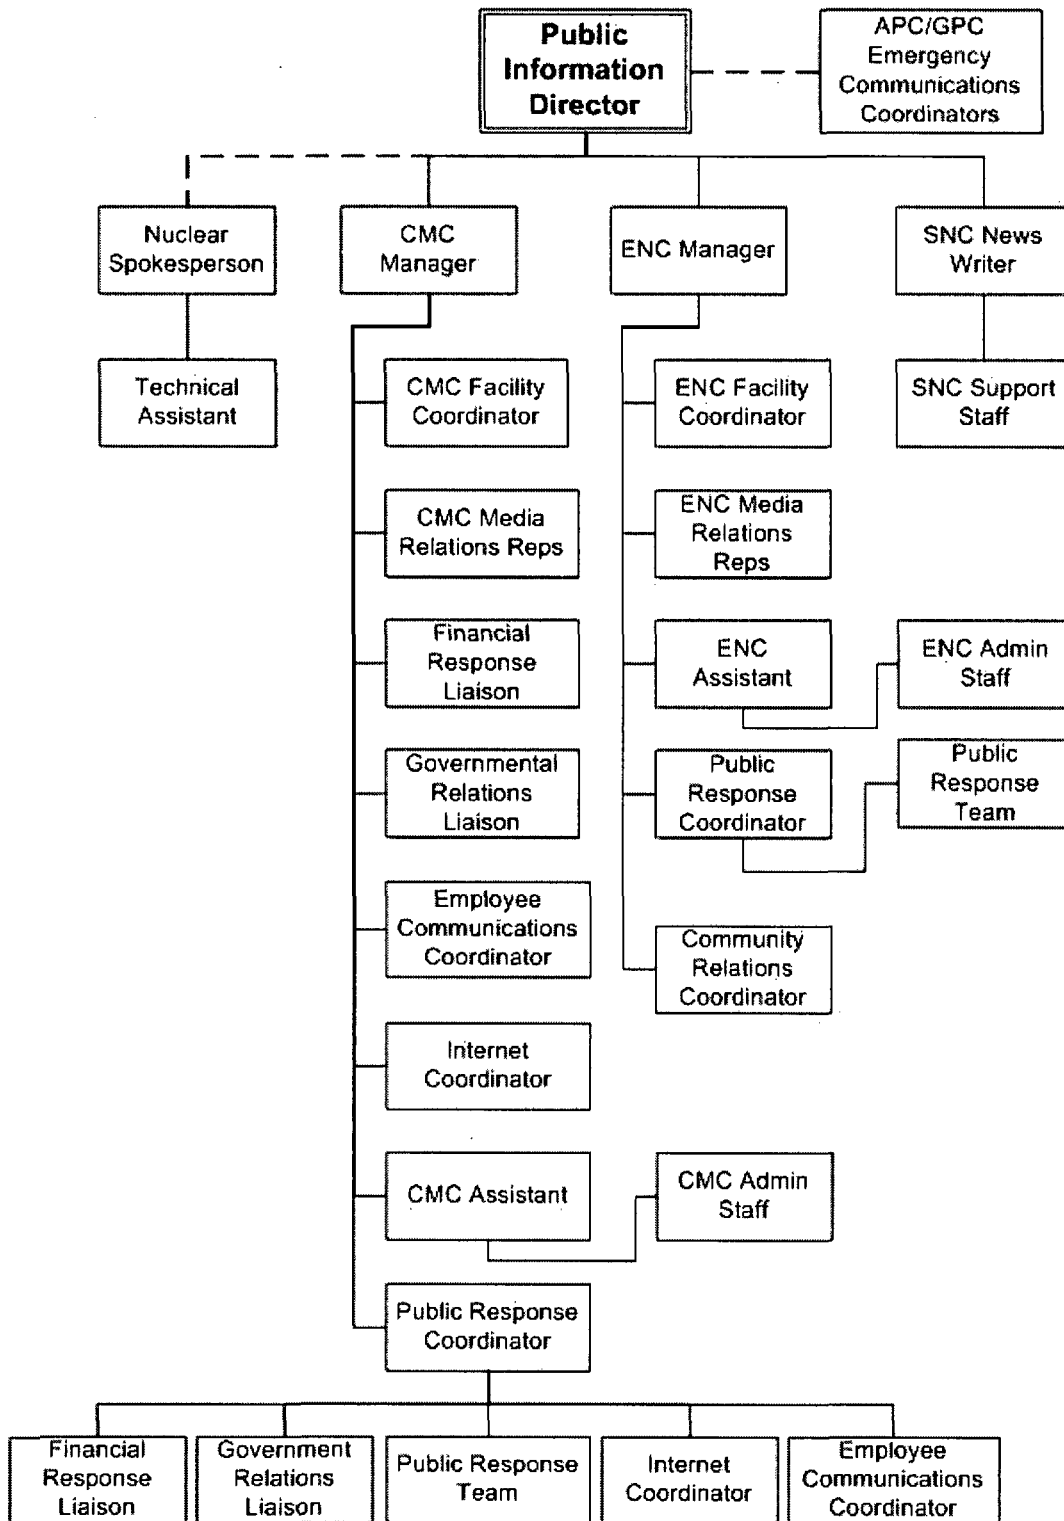 Public
Information
Director
APC/GPC
Emergency
Communications
Coordinators
Nuclear
Spokesperson
CMC
Manager
ENC Manager
SNC News
Writer
Technical
Assistant
CMC Facility
Coordinator
ENC Facility
Coordinator
SNC Support
Staff
CMC Media
Relations Reps
ENC Media
Relations
Reps
Financial
Response
Liaison
ENC
Assistant
ENC Admin
Staff
Governmental
Relations
Liaison
Public
Response
Coordinator
Public
Response
Team
Employee
Communications
Coordinator
Community
Relations
Coordinator
Internet
Coordinator
CMC Assistant
CMC Admin
Staff
Public Response
Coordinator
Financial
Response
Liaison
Government
Relations
Liaison
Public Response
Team
Internet
Coordinator
Employee
Communications
Coordinator